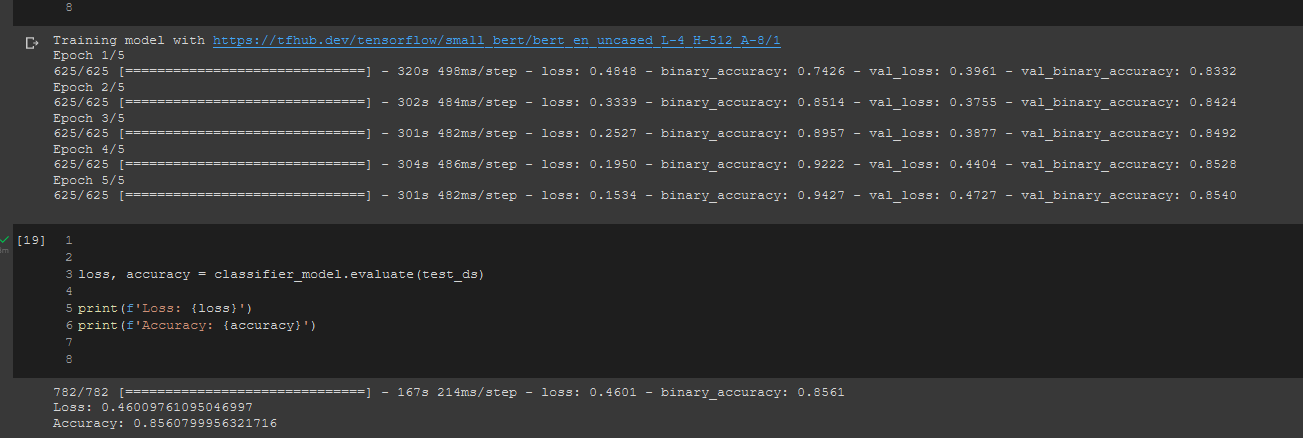 8
Training model with https://tfhub.dev/tensorflow/small_bert/bert_en_uncased_L-4_H-512_A-8/1
Epoch 1/5
625/625 [==============================] - 320s 498ms/step - loss: 0.4848 - binary_accuracy: 0.7426 - val_loss: 0.3961 - val_binary_accuracy: 0.8332
Epoch 2/5
625/625 [==============================] - 302s 484ms/step - loss: 0.3339 - binary_accuracy: 0.8514 - val_loss: 0.3755 - val_binary_accuracy: 0.8424
Epoch 3/5
625/625 [==============================] - 301s 482ms/step - loss: 0.2527 - binary_accuracy: 0.8957 - val_loss: 0.3877 - val_binary_accuracy: 0.8492
Epoch 4/5
625/625 [==============================] - 304s 486ms/step - loss: 0.1950 - binary_accuracy: 0.9222 - val_loss: 0.4404 - val_binary_accuracy: 0.8528
Epoch 5/5
625/625 [==============================] - 301s 482ms/step - loss: 0.1534 - binary_accuracy: 0.9427 - val_loss: 0.4727 - val_binary_accuracy: 0.8540
[19] 1
2
3 loss, accuracy = classifier_model.evaluate(test_ds)
4
5 print(f'Loss: {loss}')
6 print(f'Accuracy: {accuracy}')
7
8
782/782 [==============================] - 167s 214ms/step - loss: 0.4601 - binary_accuracy: 0.8561
Loss: 0.46009761095046997
Accuracy: 0.8560799956321716